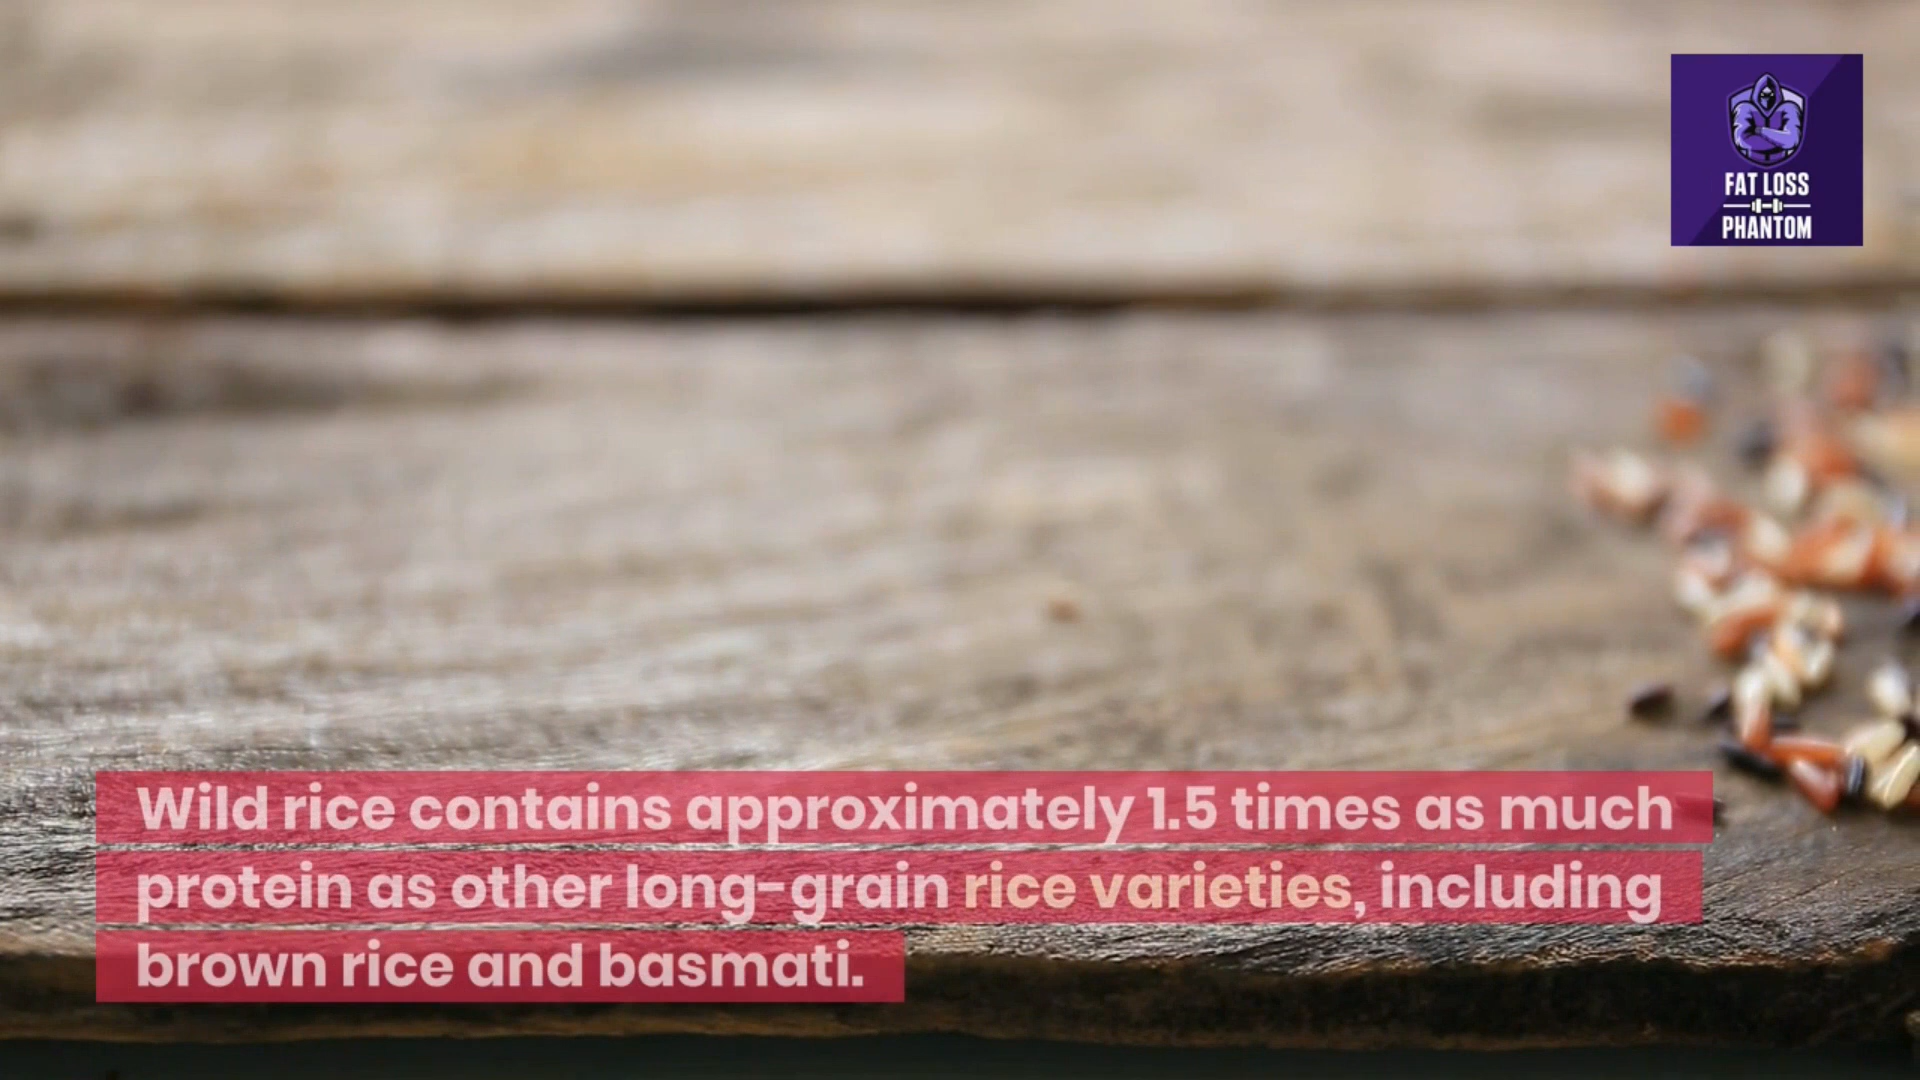 FAT LOSS
PHANTOM
Wild rice contains approximately 1.5 times as much
protein as other long-grain rice varieties, including
brown rice and basmati.